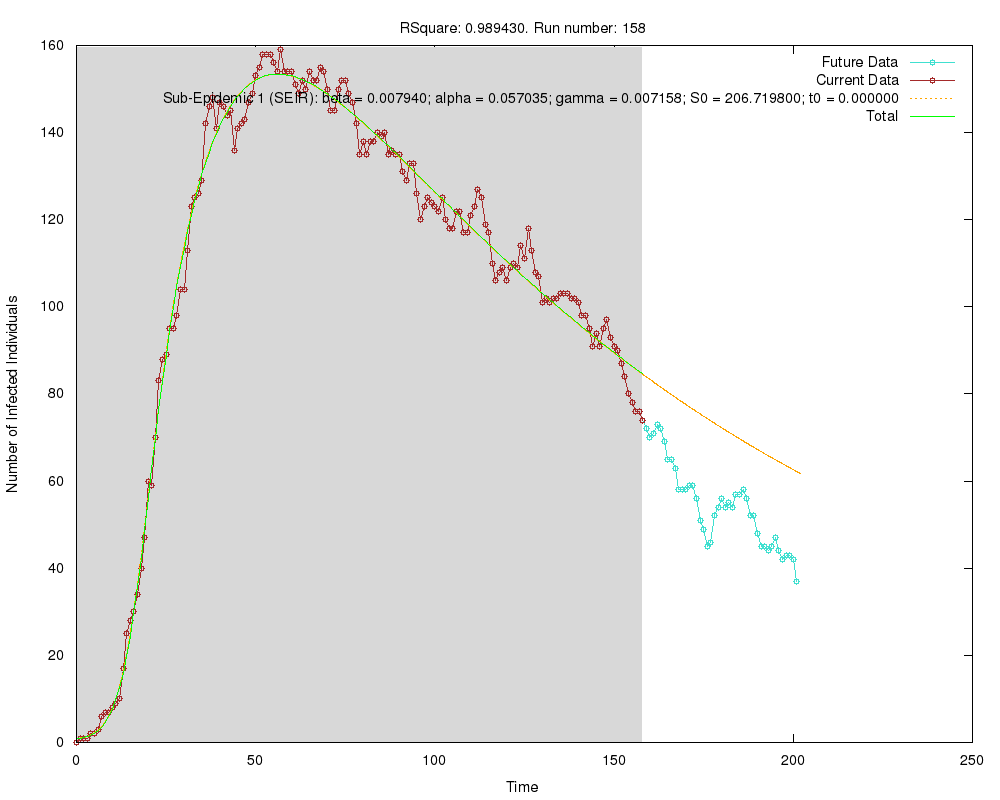 RSquare: 0.989430. Run number: 158
Future Data
Current Data
Sub-Epidemic 1 (SEIR): beta = 0.007940; alpha = 0.057035; gamma = 0.007158; S0 = 206.719800; t0 = 0.000000
Total
160
140
120
100
80
60
40
20
0
Number of Infected Individuals
0 50 100 150 200 250
Time